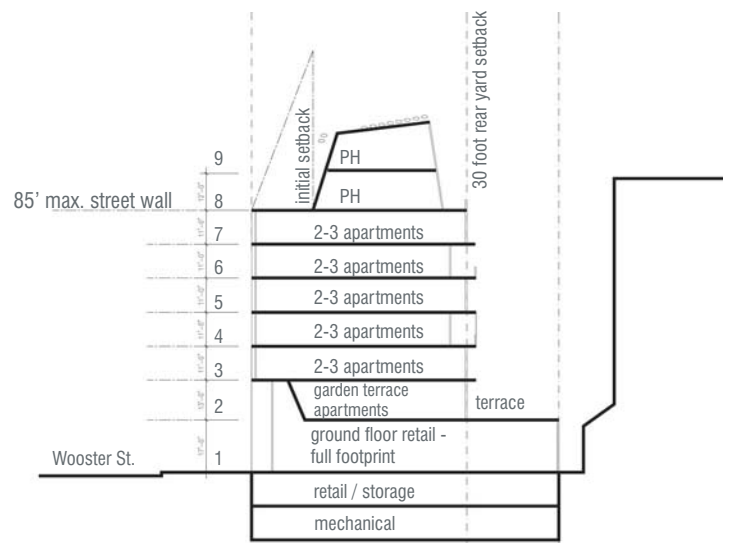 30 foot rear yard setback
initial setback
9
PH
85' max. street wall
8
PH
7
2-3 apartments
6
2-3 apartments
5
2-3 apartments
4
2-3 apartments
3
2-3 apartments
2
garden terrace
apartments
terrace
ground floor retail -
full footprint
Wooster St.
1
retail / storage
mechanical